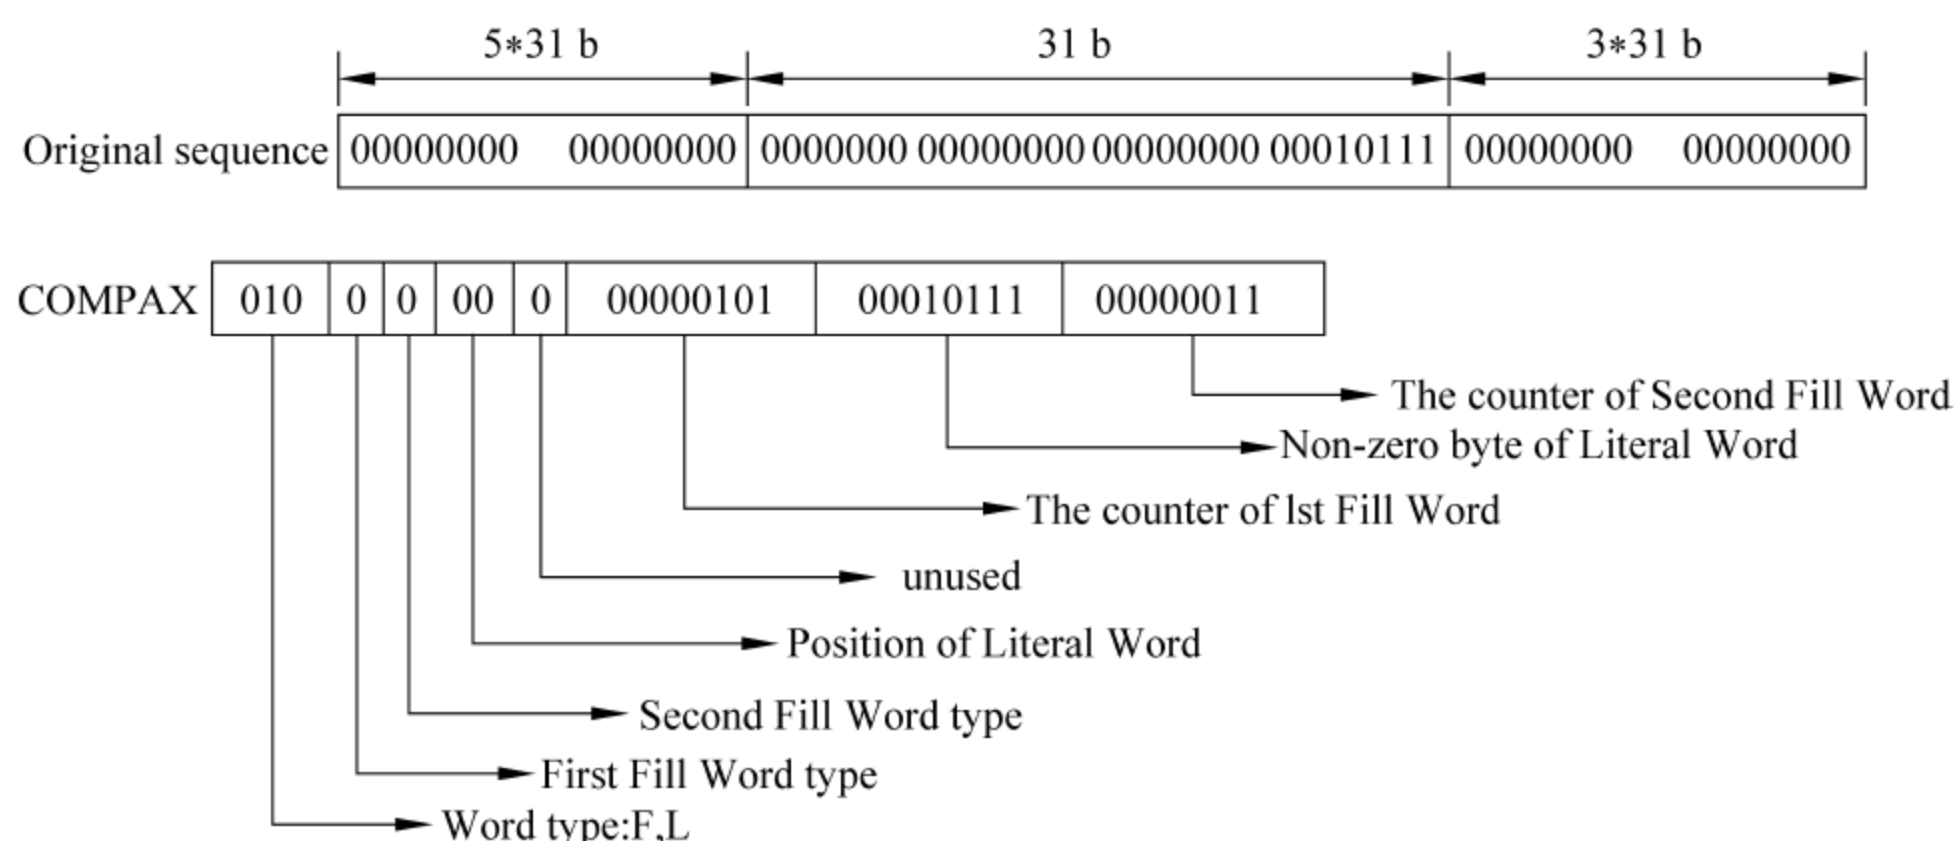 5*31 b 31 b 3*31 b
Original sequence 00000000 00000000 0000000 00000000 00000000 00010111 00000000 00000000
COMPAX 010 0 0 00 0 00000101 00010111 00000011
The counter of Second Fill Word
Non-zero byte of Literal Word
The counter of lst Fill Word
unused
Position of Literal Word
Second Fill Word type
First Fill Word type
Word type:F,L